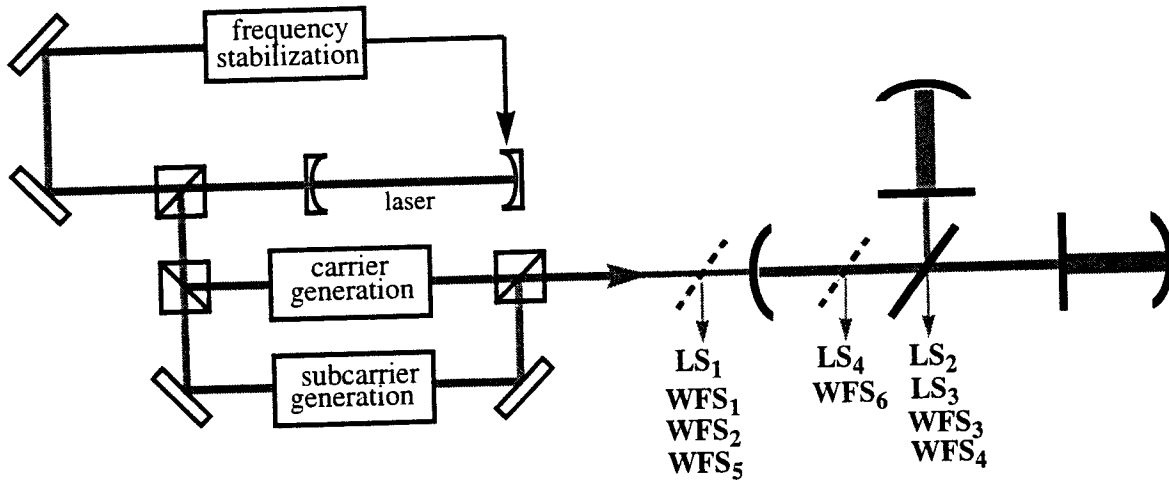 frequency
stabilization
laser
carrier
generation
subcarrier
generation
LS₁
WFS₁
WFS₂
WFS₅
LS₄
WFS₆
LS₂
LS₃
WFS₃
WFS₄